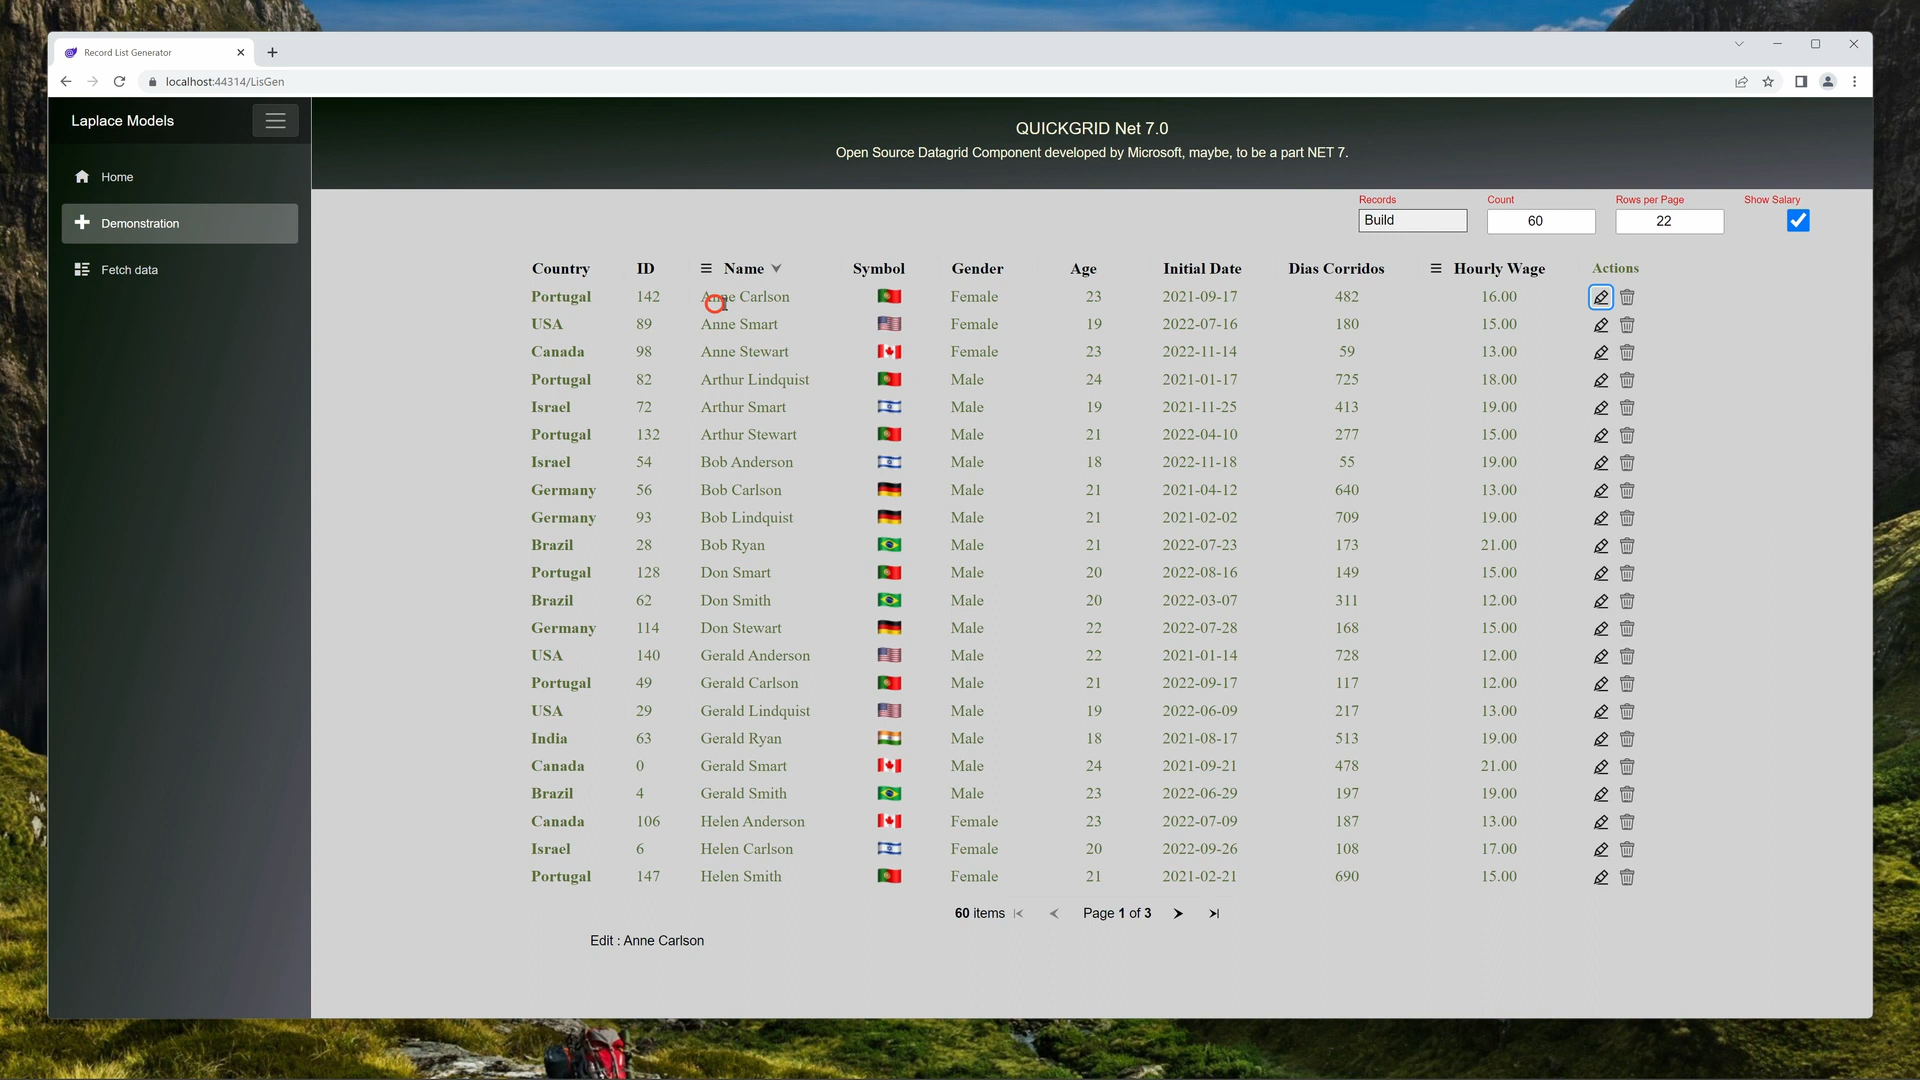 Record List Generator
localhost:44314/LisGen
Laplace Models
Home
Demonstration
Fetch data
QUICKGRID Net 7.0
Open Source Datagrid Component developed by Microsoft, maybe, to be a part NET 7.
Records Count Rows per Page Show Salary
Build 60 22
Country ID Name Symbol Gender Age Initial Date Dias Corridos Hourly Wage Actions
Portugal 142 Anne Carlson Female 23 2021-09-17 482 16.00
USA 89 Anne Smart Female 19 2022-07-16 180 15.00
Canada 98 Anne Stewart Female 23 2022-11-14 59 13.00
Portugal 82 Arthur Lindquist Male 24 2021-01-17 725 18.00
Israel 72 Arthur Smart Male 19 2021-11-25 413 19.00
Portugal 132 Arthur Stewart Male 21 2022-04-10 277 15.00
Israel 54 Bob Anderson Male 18 2022-11-18 55 19.00
Germany 56 Bob Carlson Male 21 2021-04-12 640 13.00
Germany 93 Bob Lindquist Male 21 2021-02-02 709 19.00
Brazil 28 Bob Ryan Male 21 2022-07-23 173 21.00
Portugal 128 Don Smart Male 20 2022-08-16 149 15.00
Brazil 62 Don Smith Male 20 2022-03-07 311 12.00
Germany 114 Don Stewart Male 22 2022-07-28 168 15.00
USA 140 Gerald Anderson Male 22 2021-01-14 728 12.00
Portugal 49 Gerald Carlson Male 21 2022-09-17 117 12.00
USA 29 Gerald Lindquist Male 19 2022-06-09 217 13.00
India 63 Gerald Ryan Male 18 2021-08-17 513 19.00
Canada 0 Gerald Smart Male 24 2021-09-21 478 21.00
Brazil 4 Gerald Smith Male 23 2022-06-29 197 19.00
Canada 106 Helen Anderson Female 23 2022-07-09 187 13.00
Israel 6 Helen Carlson Female 20 2022-09-26 108 17.00
Portugal 147 Helen Smith Female 21 2021-02-21 690 15.00
60 items Page 1 of 3
Edit : Anne Carlson